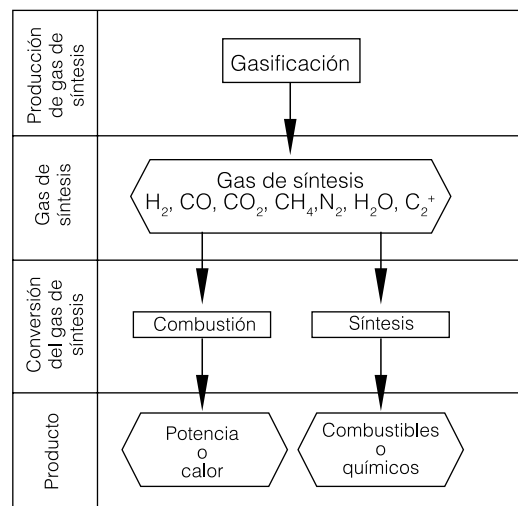 Producción
de gas de
síntesis
Gasificación
Gas de
síntesis
Gas de síntesis
H₂, CO, CO₂, CH₄,N₂, H₂O, C₂⁺
Conversión
del gas de
síntesis
Combustión
Síntesis
Producto
Potencia
o
calor
Combustibles
o
químicos